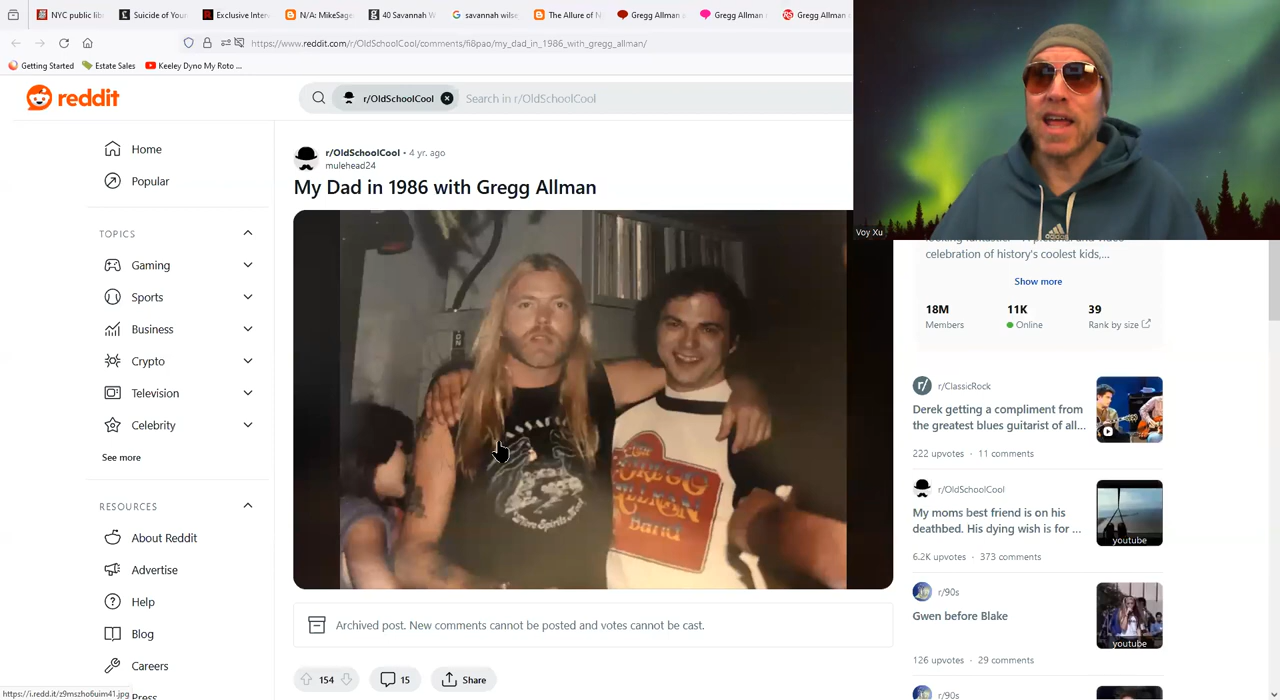 NYC public lib
Suicide of Your
Exclusive Inter
N/A: MikeSage
40 Savannah W
savannah wilse
The Allure of N
Gregg Allman
Gregg Allman
Gregg Allman
https://www.reddit.com/r/OldSchoolCool/comments/fi8pao/my_dad_in_1986_with_gregg_allman/
Getting Started
Estate Sales
Keeley Dyno My Roto ...
reddit
r/OldSchoolCool
Search in r/OldSchoolCool
Home
Popular
TOPICS
Gaming
Sports
Business
Crypto
Television
Celebrity
See more
RESOURCES
About Reddit
Advertise
Help
Blog
Careers
Press
https://i.redd.it/z9mszho6uim41.jpg
r/OldSchoolCool • 4 yr. ago
mulehead24
My Dad in 1986 with Gregg Allman
THE
GREGG
ALLMAN
Band
Archived post. New comments cannot be posted and votes cannot be cast.
154
15
Share
adidas
Voy Xu
celebration of history's coolest kids,...
Show more
18M
Members
11K
Online
39
Rank by size
r/ClassicRock
Derek getting a compliment from
the greatest blues guitarist of all...
222 upvotes · 11 comments
r/OldSchoolCool
My moms best friend is on his
deathbed. His dying wish is for ...
youtube
6.2K upvotes · 373 comments
r/90s
Gwen before Blake
youtube
126 upvotes · 29 comments
r/90s